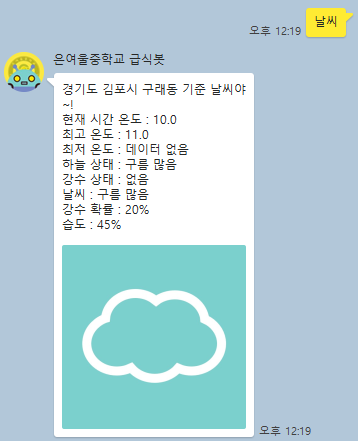 날씨
오후 12:19
은여울중학교 급식봇
경기도 김포시 구래동 기준 날씨야
~!
현재 시간 온도 : 10.0
최고 온도 : 11.0
최저 온도 : 데이터 없음
하늘 상태 : 구름 많음
강수 상태 : 없음
날씨 : 구름 많음
강수 확률 : 20%
습도 : 45%
오후 12:19